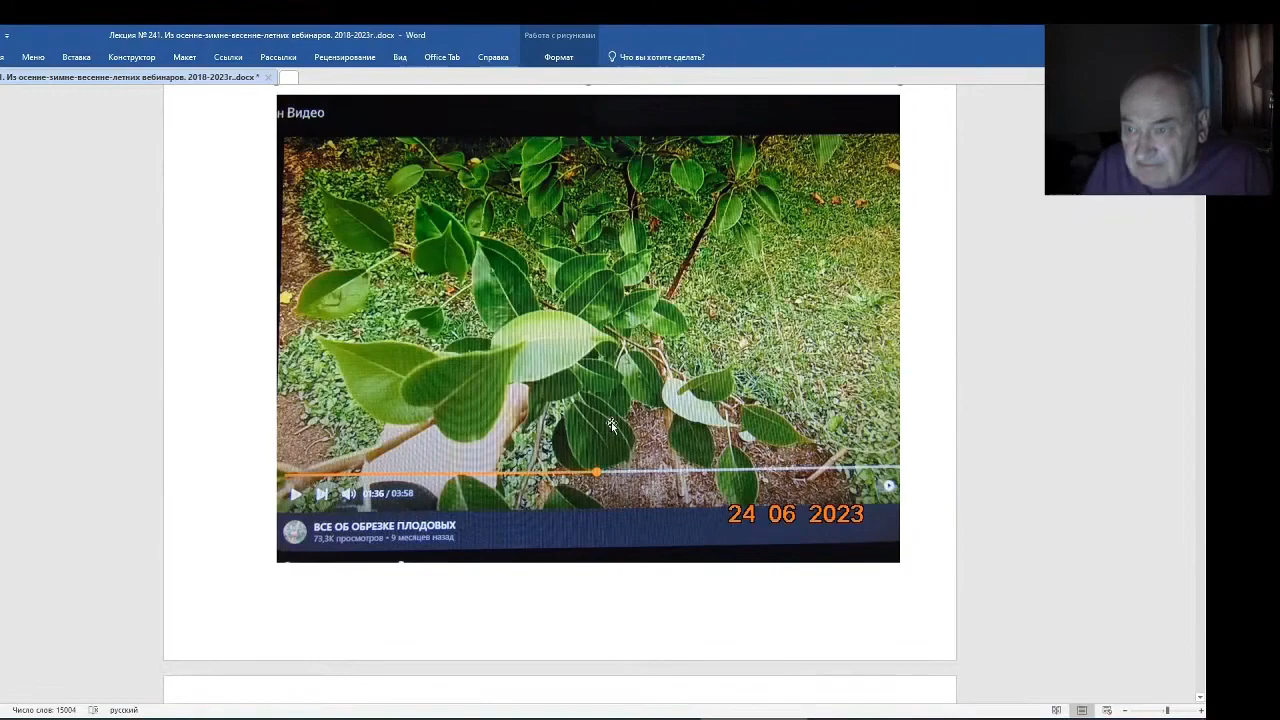 Лекция № 241. Из осенне-зимне-весенне-летних вебинаров. 2018-2023г..docx - Word
Работа с рисунками
Меню Вставка Конструктор Макет Ссылки Рассылки Рецензирование Вид Office Tab Справка Формат Что вы хотите сделать?
1. Из осенне-зимне-весенне-летних вебинаров. 2018-2023г..docx *
н Видео
01:36 / 03:58
24 06 2023
ВСЕ ОБ ОБРЕЗКЕ ПЛОДОВЫХ
73,3К просмотров • 9 месяцев назад
Число слов: 15004 русский